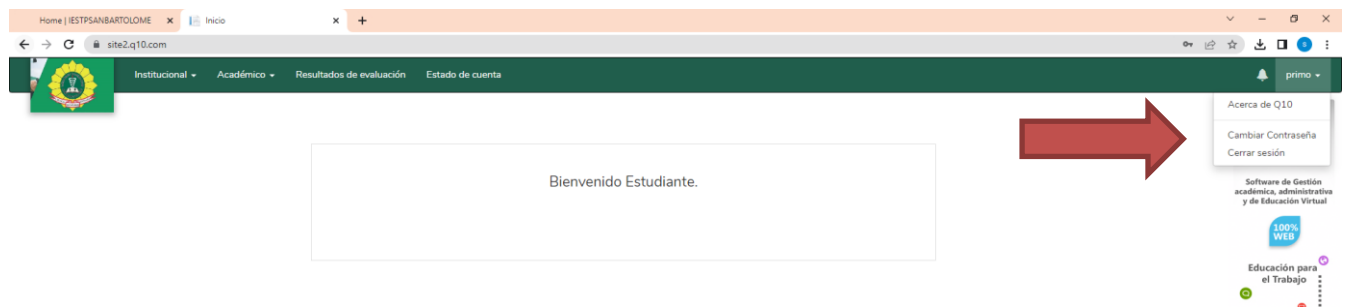 Home | IESTPSANBARTOLOME
Inicio
site2.q10.com
Institucional Académico Resultados de evaluación Estado de cuenta
primo
Acerca de Q10
Cambiar Contraseña
Cerrar sesión
Bienvenido Estudiante.
Software de Gestión
académica, administrativa
y de Educación Virtual
100%
WEB
Educación para
el Trabajo